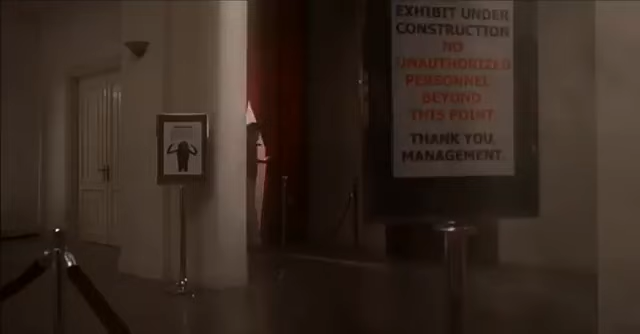 EXHIBIT UNDER
CONSTRUCTION
NO
UNAUTHORIZED
PERSONNEL
BEYOND
THIS POINT
THANK YOU,
MANAGEMENT.